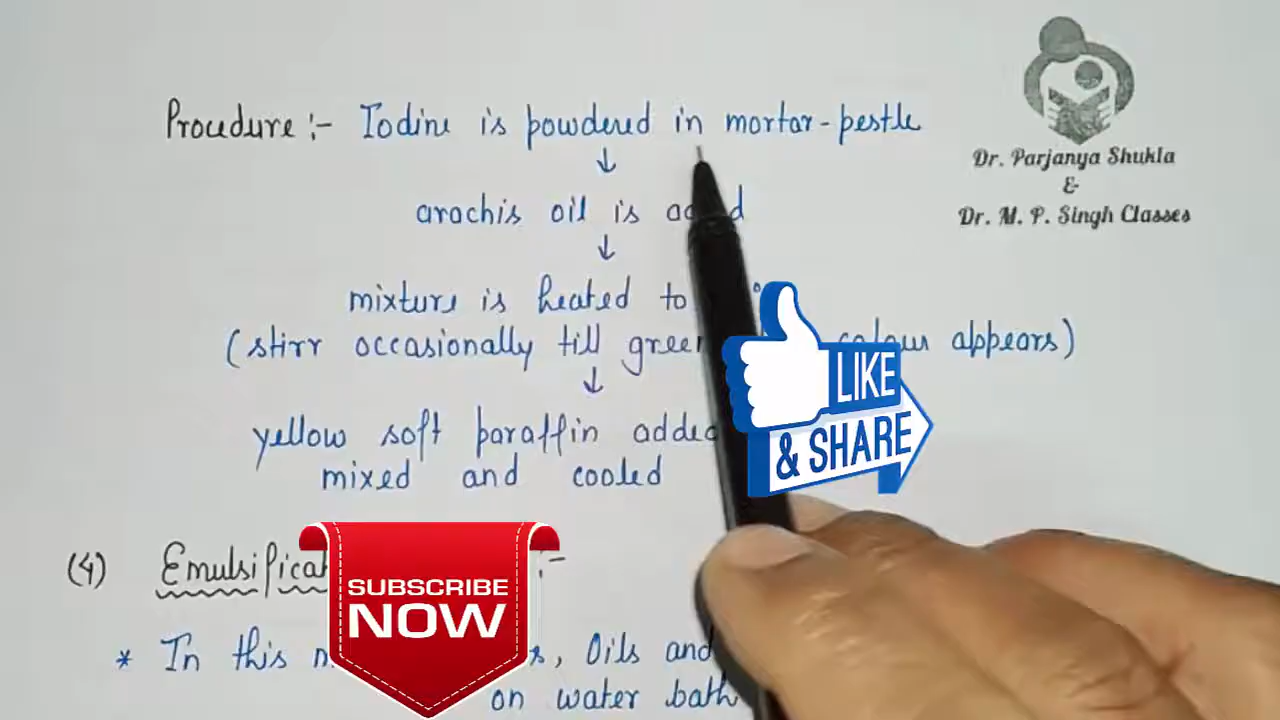 Procedure :- Iodine is powdered in mortar-pestle
↓
arachis oil is added
↓
mixture is heated to
(stirr occasionally till green colour appears)
↓
yellow soft paraffin added
mixed and cooled
(4) :-
* In this , Oils and
on water bath
Dr. Parjanya Shukla
&
Dr. M. P. Singh Classes
LIKE
& SHARE
SUBSCRIBE
NOW